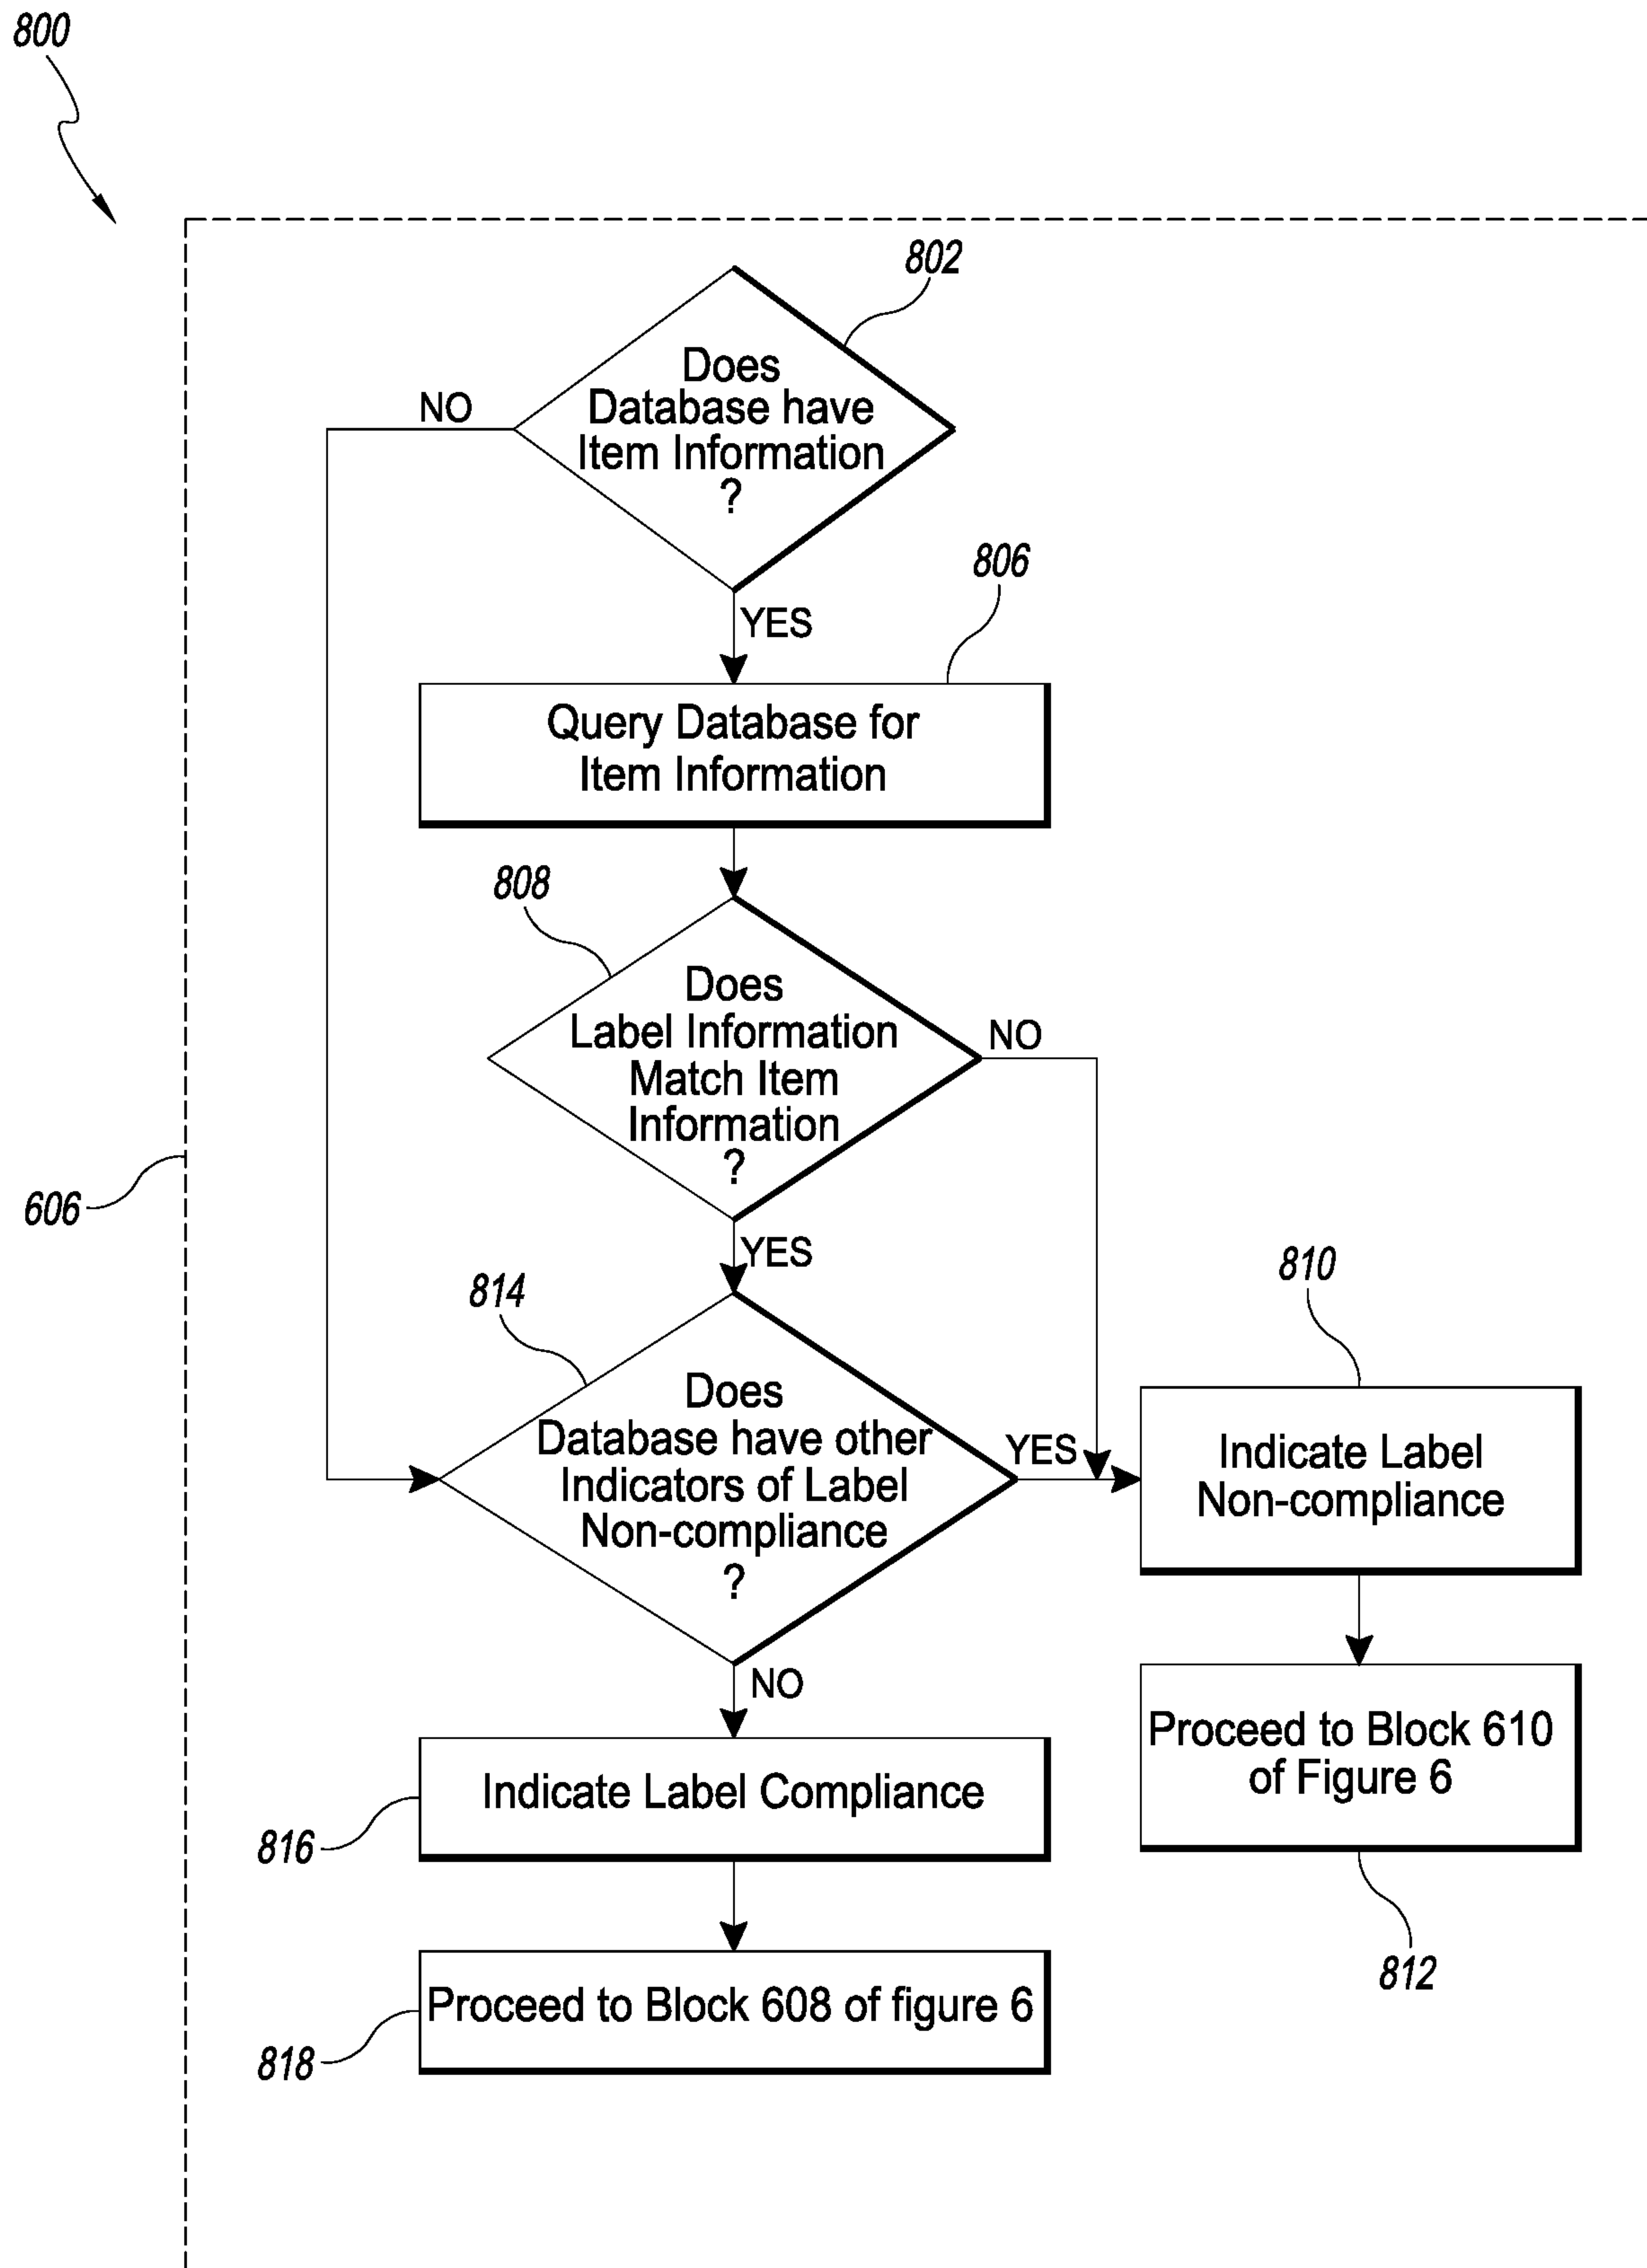 800
802
Does
Database have
Item Information
?
NO
YES
806
Query Database for
Item Information
808
Does
Label Information
Match Item
Information
?
NO
YES
606
814
Does
Database have other
Indicators of Label
Non-compliance
?
YES
NO
810
Indicate Label
Non-compliance
Proceed to Block 610
of Figure 6
812
Indicate Label Compliance
816
Proceed to Block 608 of figure 6
818